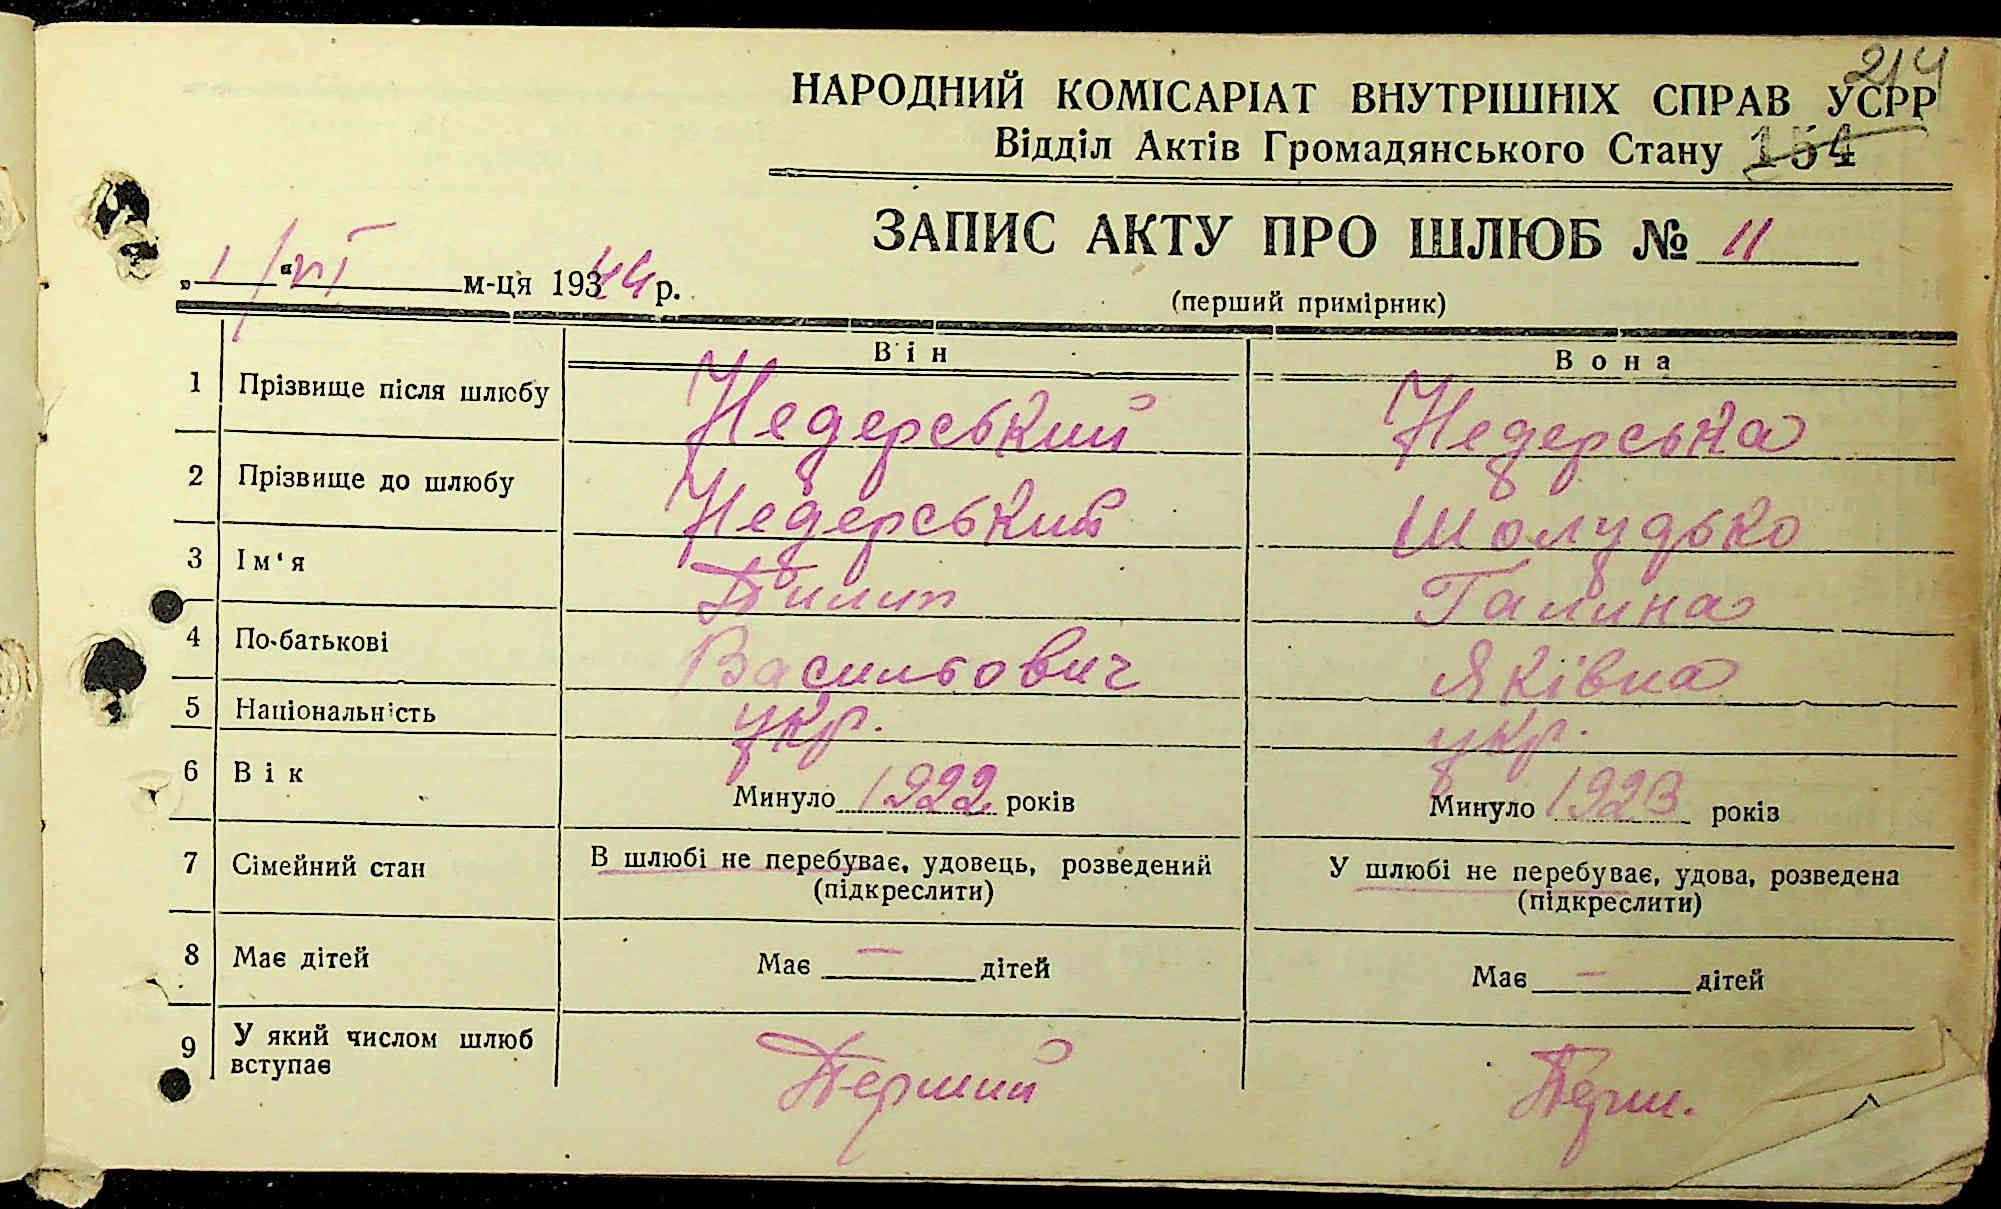 214
НАРОДНИЙ КОМІСАРІАТ ВНУТРІШНІХ СПРАВ УСРР
Відділ Актів Громадянського Стану 154
ЗАПИС АКТУ ПРО ШЛЮБ № 11
„1“ VI м-ця 1944 р.
(перший примірник)
Він Вона
1 Прізвище після шлюбу Недерський Недерська
2 Прізвище до шлюбу Недерський Шолудько
3 Ім‘я Пилип Галина
4 По-батькові Васильович Яківна
5 Національність укр. укр.
6 Вік Минуло 1922 років Минуло 1923 років
7 Сімейний стан В шлюбі не перебуває, удовець, розведений У шлюбі не перебуває, удова, розведена
(підкреслити) (підкреслити)
8 Має дітей Має — дітей Має — дітей
9 У який числом шлюб Перший Перш.
вступає